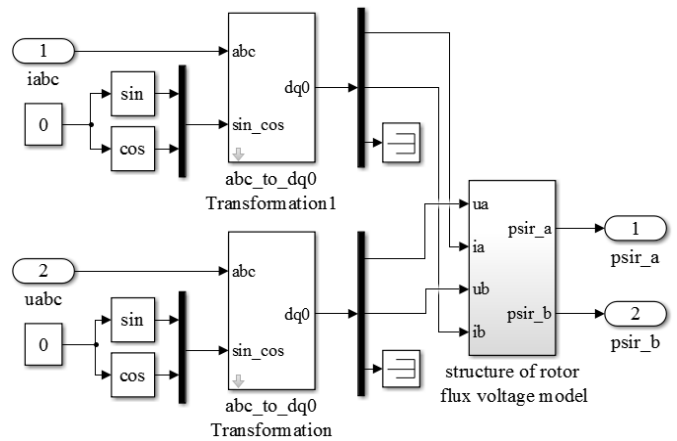 1
iabc
0
sin
cos
abc
dq0
sin_cos
abc_to_dq0
Transformation1
2
uabc
0
sin
cos
abc
dq0
sin_cos
abc_to_dq0
Transformation
ua
ia
ub
ib
psir_a
psir_b
structure of rotor
flux voltage model
1
psir_a
2
psir_b